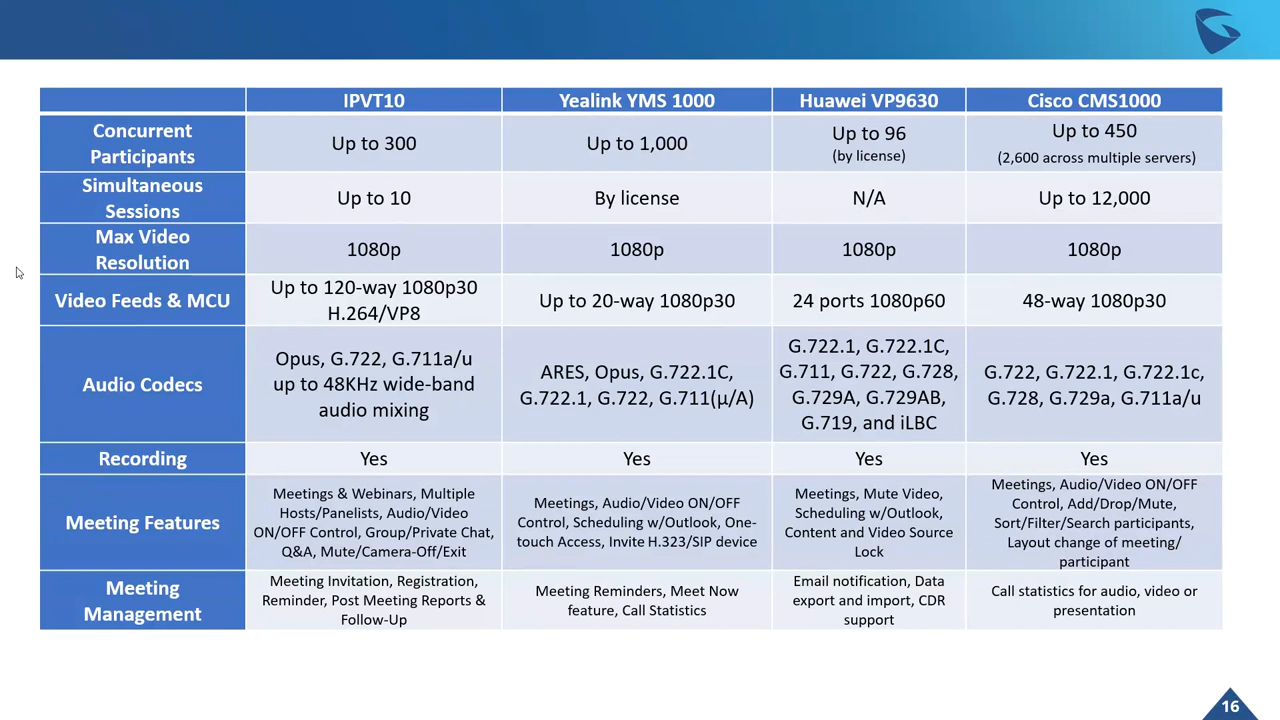 IPVT10
Yealink YMS 1000
Huawei VP9630
Cisco CMS1000
Concurrent
Participants
Up to 300
Up to 1,000
Up to 96
(by license)
Up to 450
(2,600 across multiple servers)
Simultaneous
Sessions
Up to 10
By license
N/A
Up to 12,000
Max Video
Resolution
1080p
1080p
1080p
1080p
Video Feeds & MCU
Up to 120-way 1080p30
H.264/VP8
Up to 20-way 1080p30
24 ports 1080p60
48-way 1080p30
Audio Codecs
Opus, G.722, G.711a/u
up to 48KHz wide-band
audio mixing
ARES, Opus, G.722.1C,
G.722.1, G.722, G.711(μ/A)
G.722.1, G.722.1C,
G.711, G.722, G.728,
G.729A, G.729AB,
G.719, and iLBC
G.722, G.722.1, G.722.1c,
G.728, G.729a, G.711a/u
Recording
Yes
Yes
Yes
Yes
Meeting Features
Meetings & Webinars, Multiple
Hosts/Panelists, Audio/Video
ON/OFF Control, Group/Private Chat,
Q&A, Mute/Camera-Off/Exit
Meetings, Audio/Video ON/OFF
Control, Scheduling w/Outlook, One-
touch Access, Invite H.323/SIP device
Meetings, Mute Video,
Scheduling w/Outlook,
Content and Video Source
Lock
Meetings, Audio/Video ON/OFF
Control, Add/Drop/Mute,
Sort/Filter/Search participants,
Layout change of meeting/
participant
Meeting
Management
Meeting Invitation, Registration,
Reminder, Post Meeting Reports &
Follow-Up
Meeting Reminders, Meet Now
feature, Call Statistics
Email notification, Data
export and import, CDR
support
Call statistics for audio, video or
presentation
16